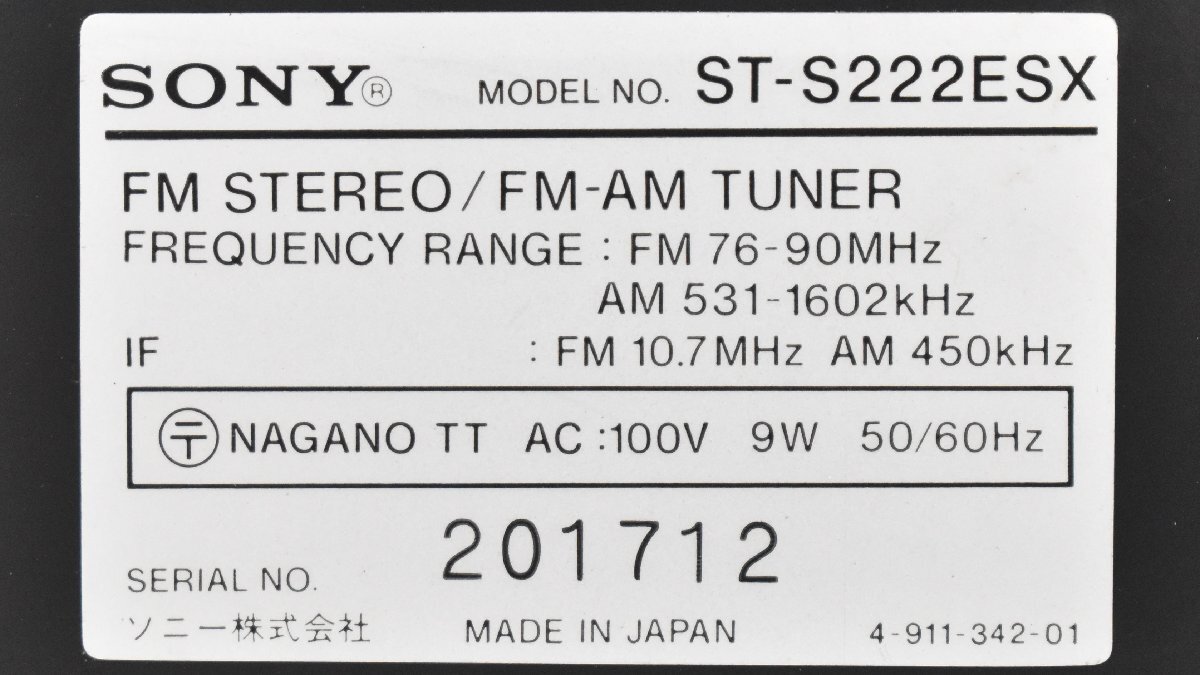 SONY® MODEL NO. ST-S222ESX
FM STEREO/FM-AM TUNER
FREQUENCY RANGE : FM 76-90MHz
AM 531-1602kHz
IF : FM 10.7MHz AM 450kHz
〶 NAGANO TT AC :100V 9W 50/60Hz
SERIAL NO. 201712
ソニー株式会社 MADE IN JAPAN 4-911-342-01